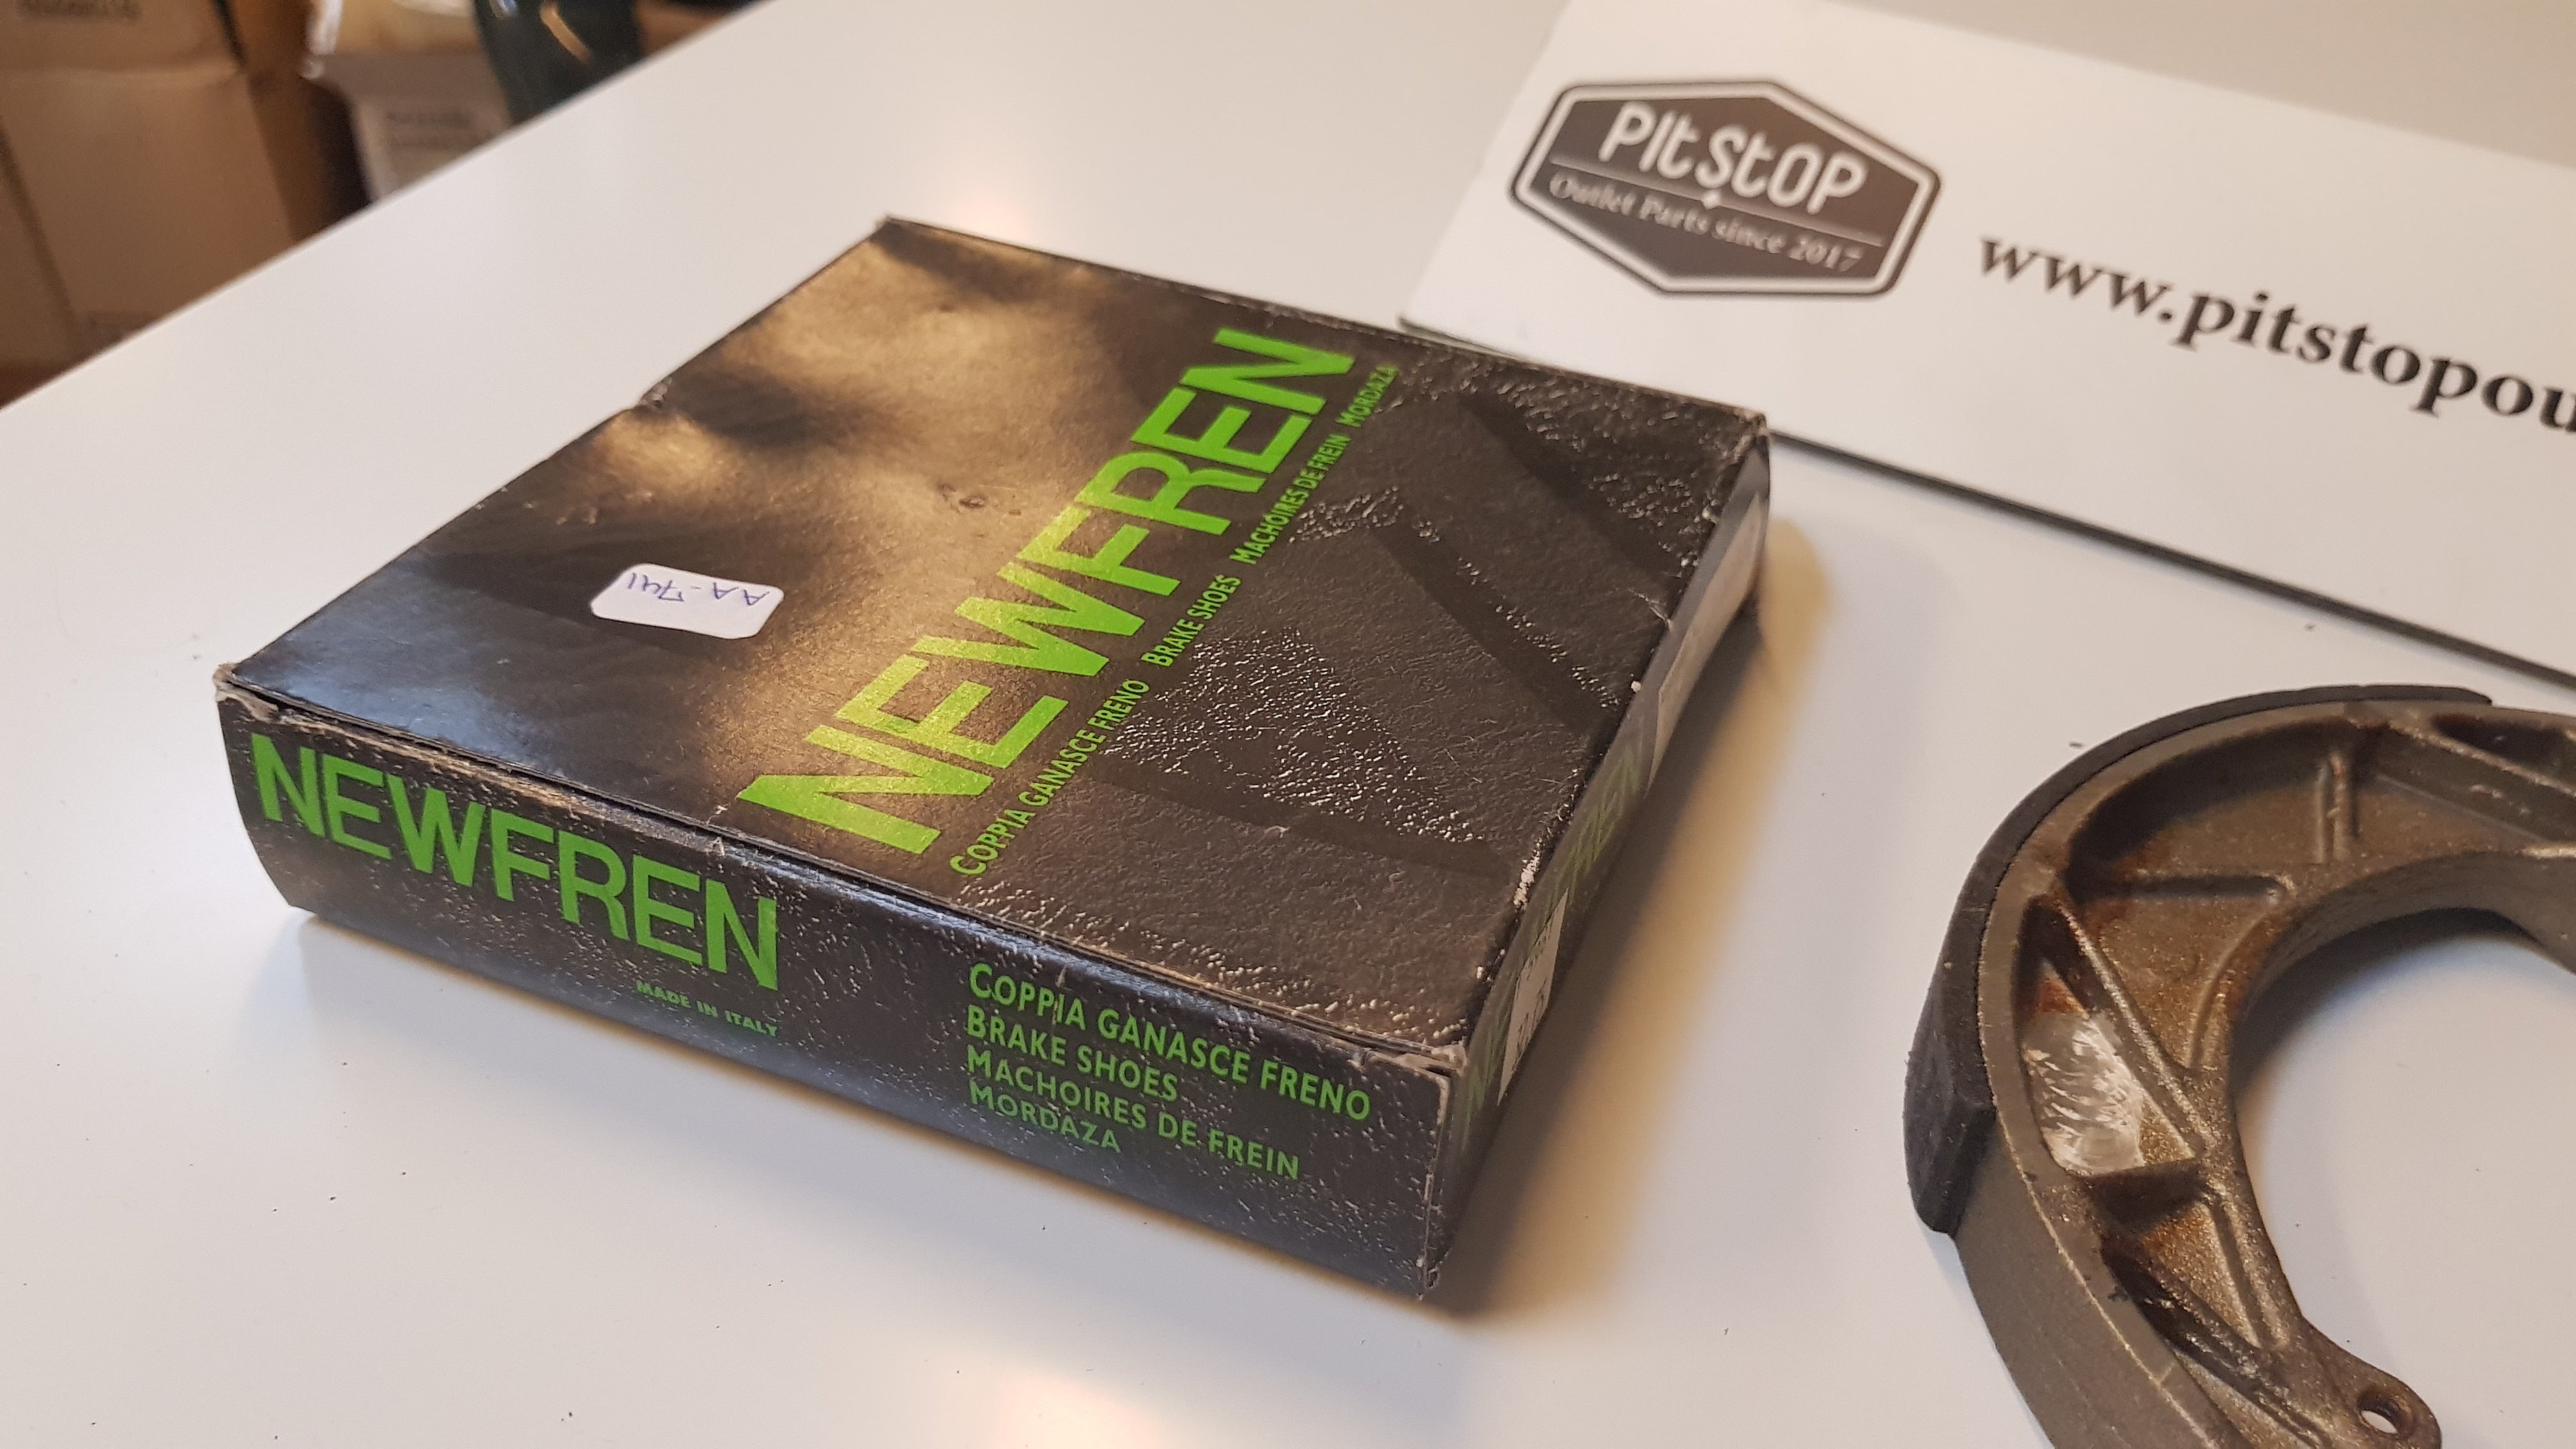 PITSTOP
Outlet Parts since 2017
www.pitstopou
NEWFREN
COPPIA GANASCE FRENO BRAKE SHOES MACHOIRES DE FREIN MORDAZA
AA-741
NEWFREN
MADE IN ITALY
COPPIA GANASCE FRENO
BRAKE SHOES
MACHOIRES DE FREIN
MORDAZA